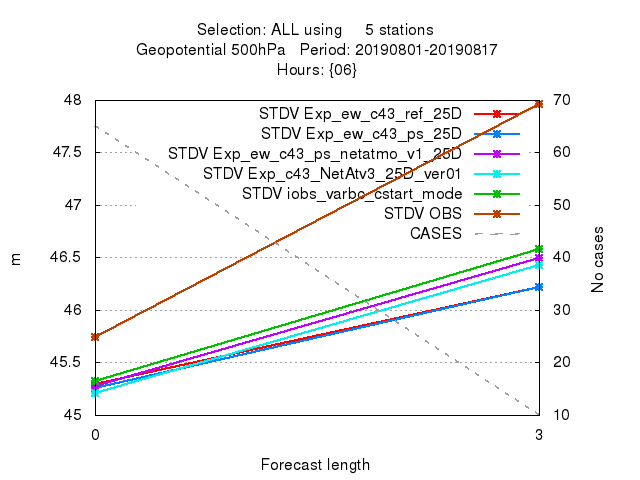 Selection: ALL using     5 stations
Geopotential 500hPa   Period: 20190801-20190817
Hours: {06}
48
47.5
47
46.5
46
45.5
45
70
60
50
40
30
20
10
m
No cases
STDV Exp_ew_c43_ref_25D
STDV Exp_ew_c43_ps_25D
STDV Exp_ew_c43_ps_netatmo_v1_25D
STDV Exp_c43_NetAtv3_25D_ver01
STDV iobs_varbc_cstart_mode
STDV OBS
CASES
0
3
Forecast length